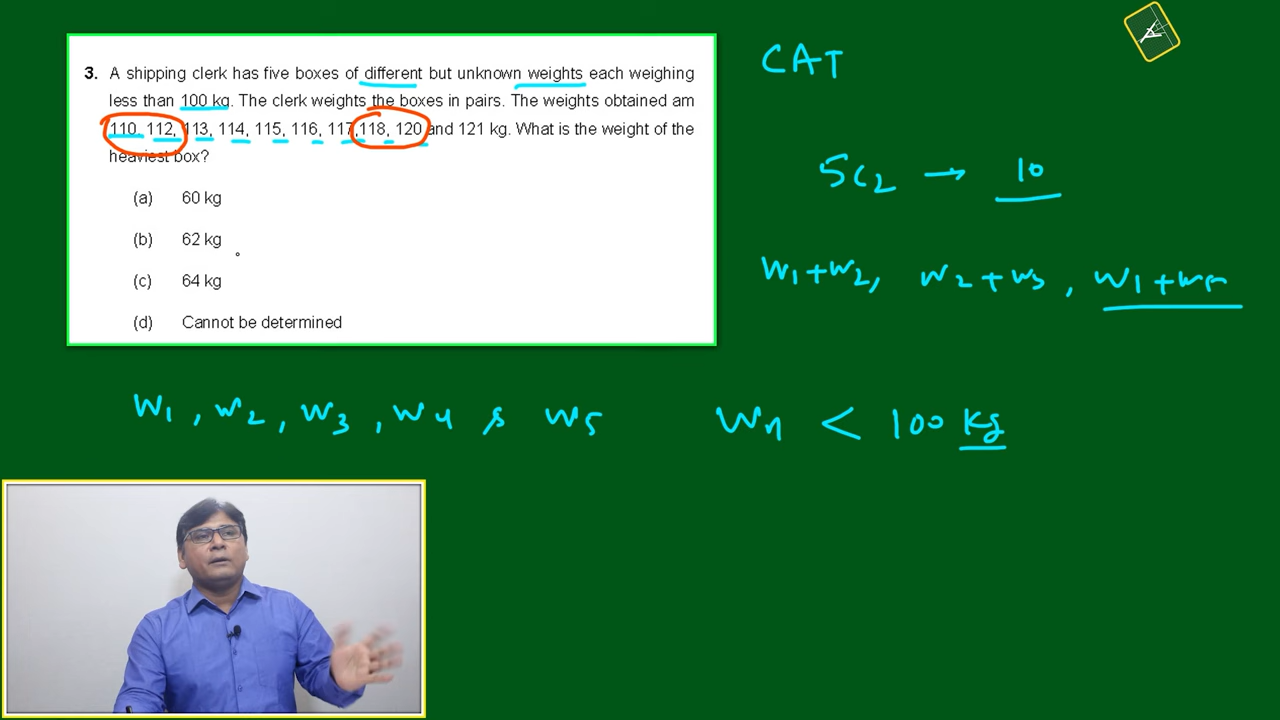 3. A shipping clerk has five boxes of different but unknown weights each weighing
less than 100 kg. The clerk weights the boxes in pairs. The weights obtained am
110, 112, 113, 114, 115, 116, 117, 118, 120 and 121 kg. What is the weight of the
heaviest box?
(a) 60 kg
(b) 62 kg
(c) 64 kg
(d) Cannot be determined
CAT
5C2 → 10
W1+W2, W2+W3, W1+W5
W1, W2, W3, W4 & W5
Wn < 100 kg